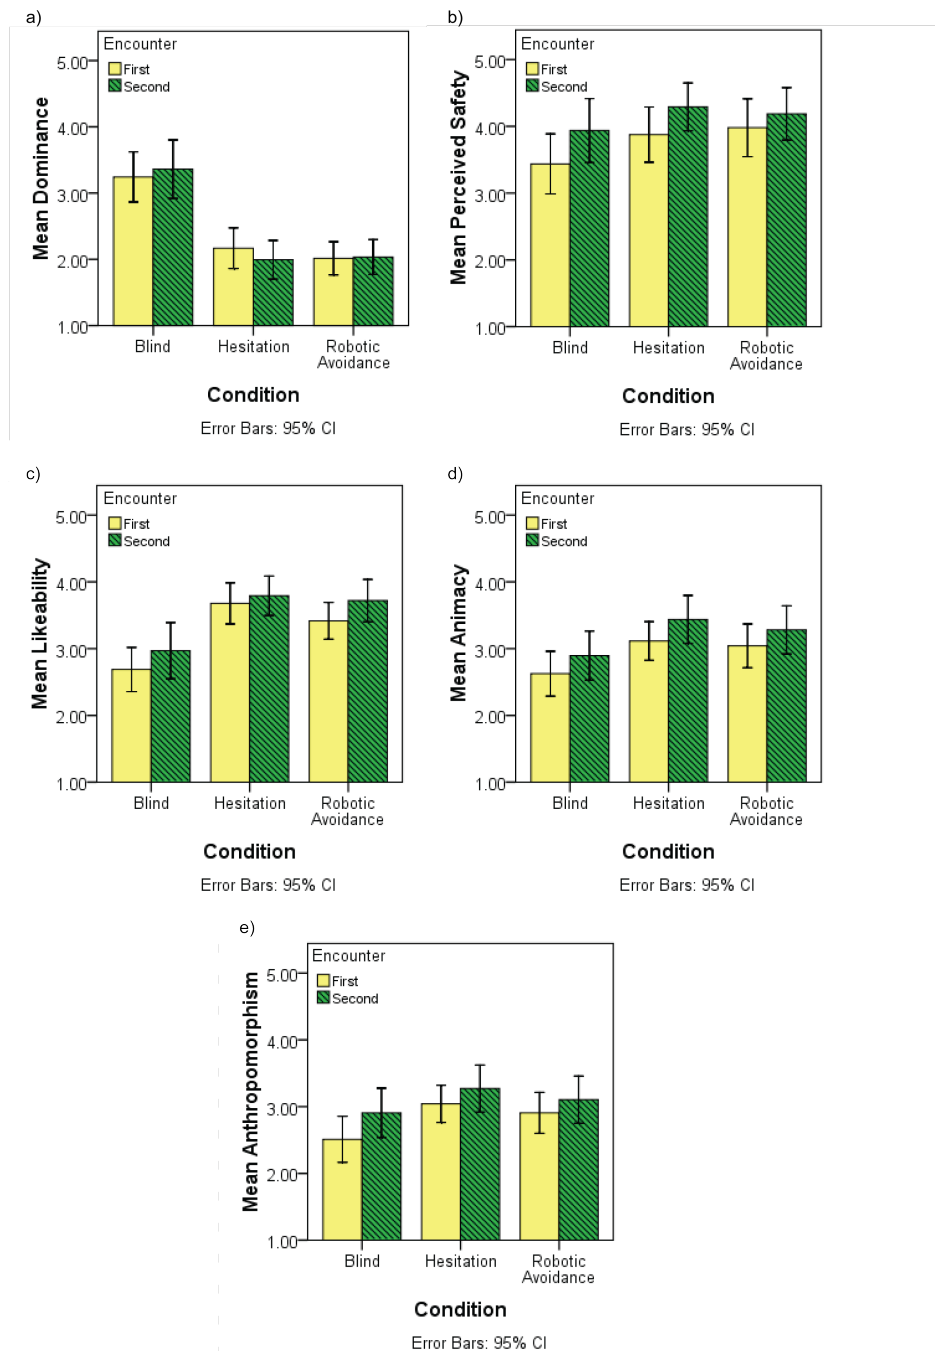 a)
Encounter
First
Second
5.00
4.00
3.00
2.00
1.00
Mean Dominance
Blind
Hesitation
Robotic
Avoidance
Condition
Error Bars: 95% CI
b)
Encounter
First
Second
5.00
4.00
3.00
2.00
1.00
Mean Perceived Safety
Blind
Hesitation
Robotic
Avoidance
Condition
Error Bars: 95% CI
c)
Encounter
First
Second
5.00
4.00
3.00
2.00
1.00
Mean Likeability
Blind
Hesitation
Robotic
Avoidance
Condition
Error Bars: 95% CI
d)
Encounter
First
Second
5.00
4.00
3.00
2.00
1.00
Mean Animacy
Blind
Hesitation
Robotic
Avoidance
Condition
Error Bars: 95% CI
e)
Encounter
First
Second
5.00
4.00
3.00
2.00
1.00
Mean Anthropomorphism
Blind
Hesitation
Robotic
Avoidance
Condition
Error Bars: 95% CI